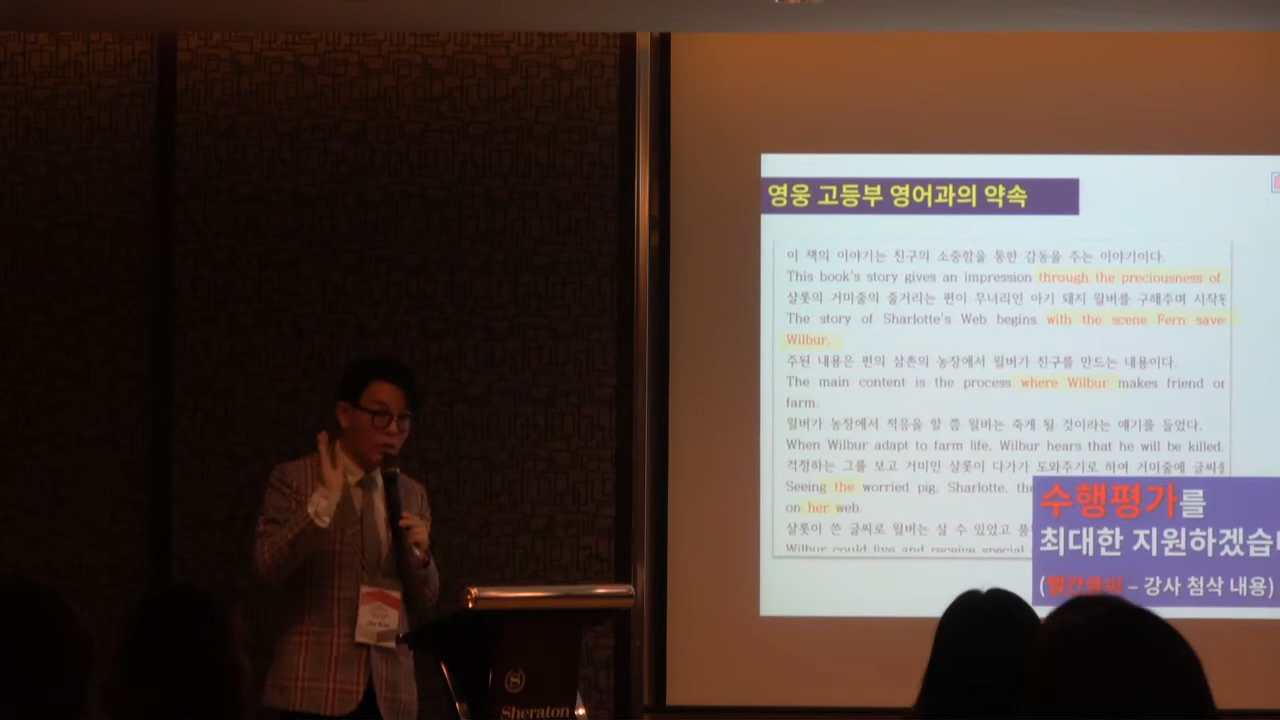 영웅 고등부 영어과의 약속
이 책의 이야기는 친구의 소중함을 통한 감동을 주는 이야기이다.
This book's story gives an impression through the preciousness of
샬롯의 거미줄의 줄거리는 펀이 무녀리인 아기 돼지 윌버를 구해주며 시작
The story of Sharlotte's Web begins with the scene Fern save
Wilbur.
주된 내용은 펀의 삼촌의 농장에서 윌버가 친구를 만드는 내용이다.
The main content is the process where Wilbur makes friend or
farm.
윌버가 농장에서 적응을 할 쯤 윌버는 죽게 될 것이라는 얘기를 들었다.
When Wilbur adapt to farm life, Wilbur hears that he will be killed.
걱정하는 그를 보고 거미인 샬롯이 다가가 도와주기로 하여 거미줄에 글씨를
Seeing the worried pig, Sharlotte, the
on her web.
샬롯이 쓴 글씨로 윌버는 살 수 있었고
Wilbur could live and receive special
수행평가를
최대한 지원하겠습
(빨간글씨 – 강사 첨삭 내용)
Sheraton